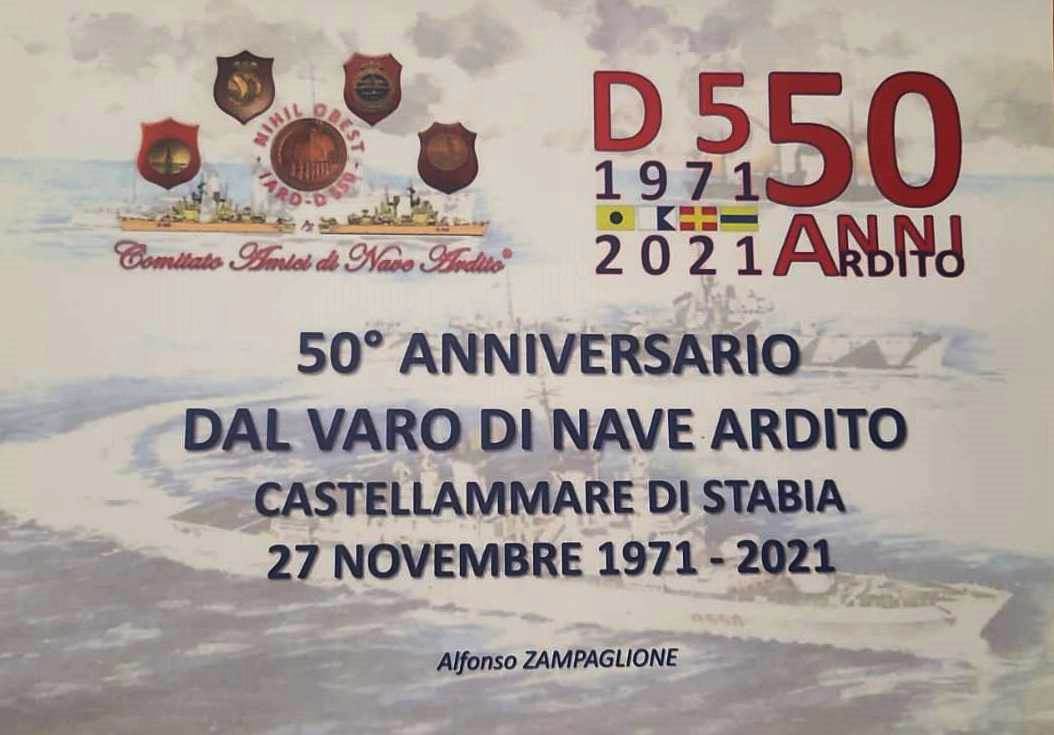 NIHIL OBEST
IARD-D 550
Comitato Amici di Nave Ardito®
D 550
1971
2021
ANNI
ARDITO
50° ANNIVERSARIO
DAL VARO DI NAVE ARDITO
CASTELLAMMARE DI STABIA
27 NOVEMBRE 1971 - 2021
Alfonso ZAMPAGLIONE